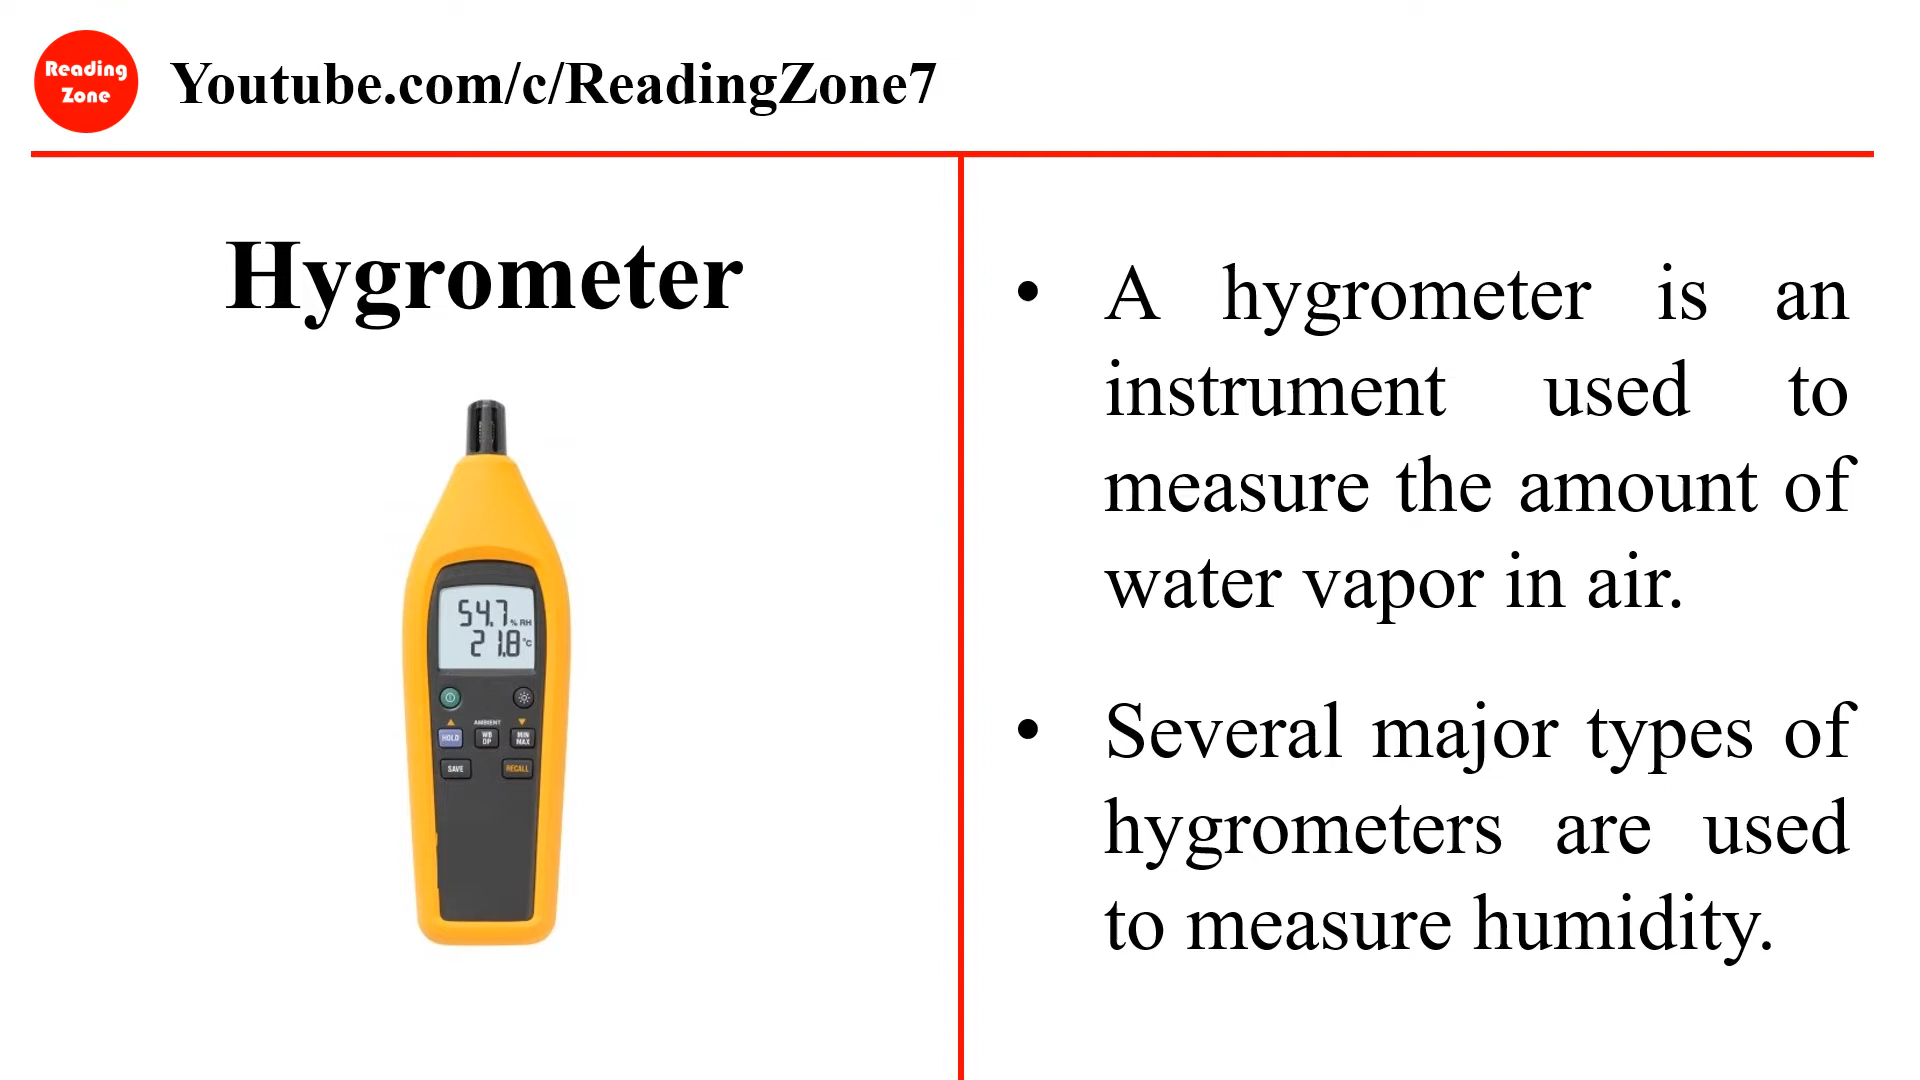 Reading
Zone
Youtube.com/c/ReadingZone7
Hygrometer
54.7 % RH
21.8 °C
AMBIENT
HOLD
WB
DP
MIN
MAX
SAVE
RECALL
• A hygrometer is an
instrument used to
measure the amount of
water vapor in air.
• Several major types of
hygrometers are used
to measure humidity.